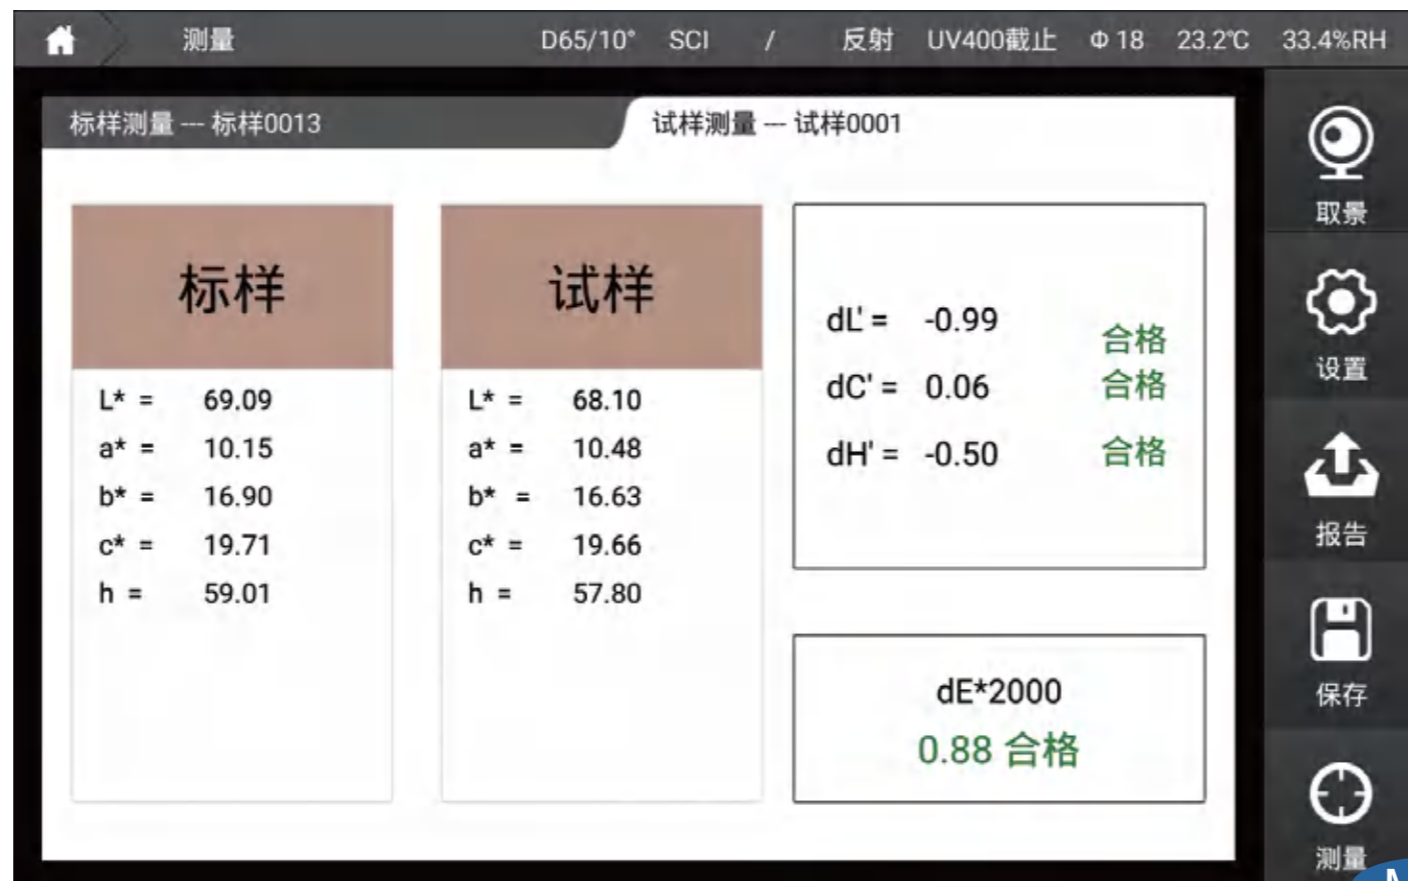 测量 D65/10° SCI / 反射 UV400截止 Φ18 23.2℃ 33.4%RH
标样测量 --- 标样0013
试样测量 --- 试样0001
标样
L* = 69.09
a* = 10.15
b* = 16.90
c* = 19.71
h = 59.01
试样
L* = 68.10
a* = 10.48
b* = 16.63
c* = 19.66
h = 57.80
dL' = -0.99 合格
dC' = 0.06 合格
dH' = -0.50 合格
dE*2000
0.88 合格
取景
设置
报告
保存
测量